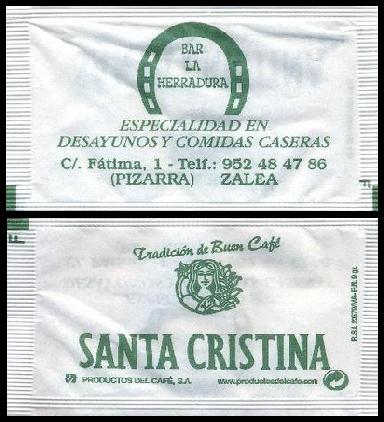 BAR
LA
HERRADURA
ESPECIALIDAD EN
DESAYUNOS Y COMIDAS CASERAS
C/. Fátima, 1 - Telf.: 952 48 47 86
(PIZARRA) ZALEA
Tradición de Buen Café
SANTA CRISTINA
PRODUCTOS DEL CAFÉ, S.A. www.productosdelcafe.com